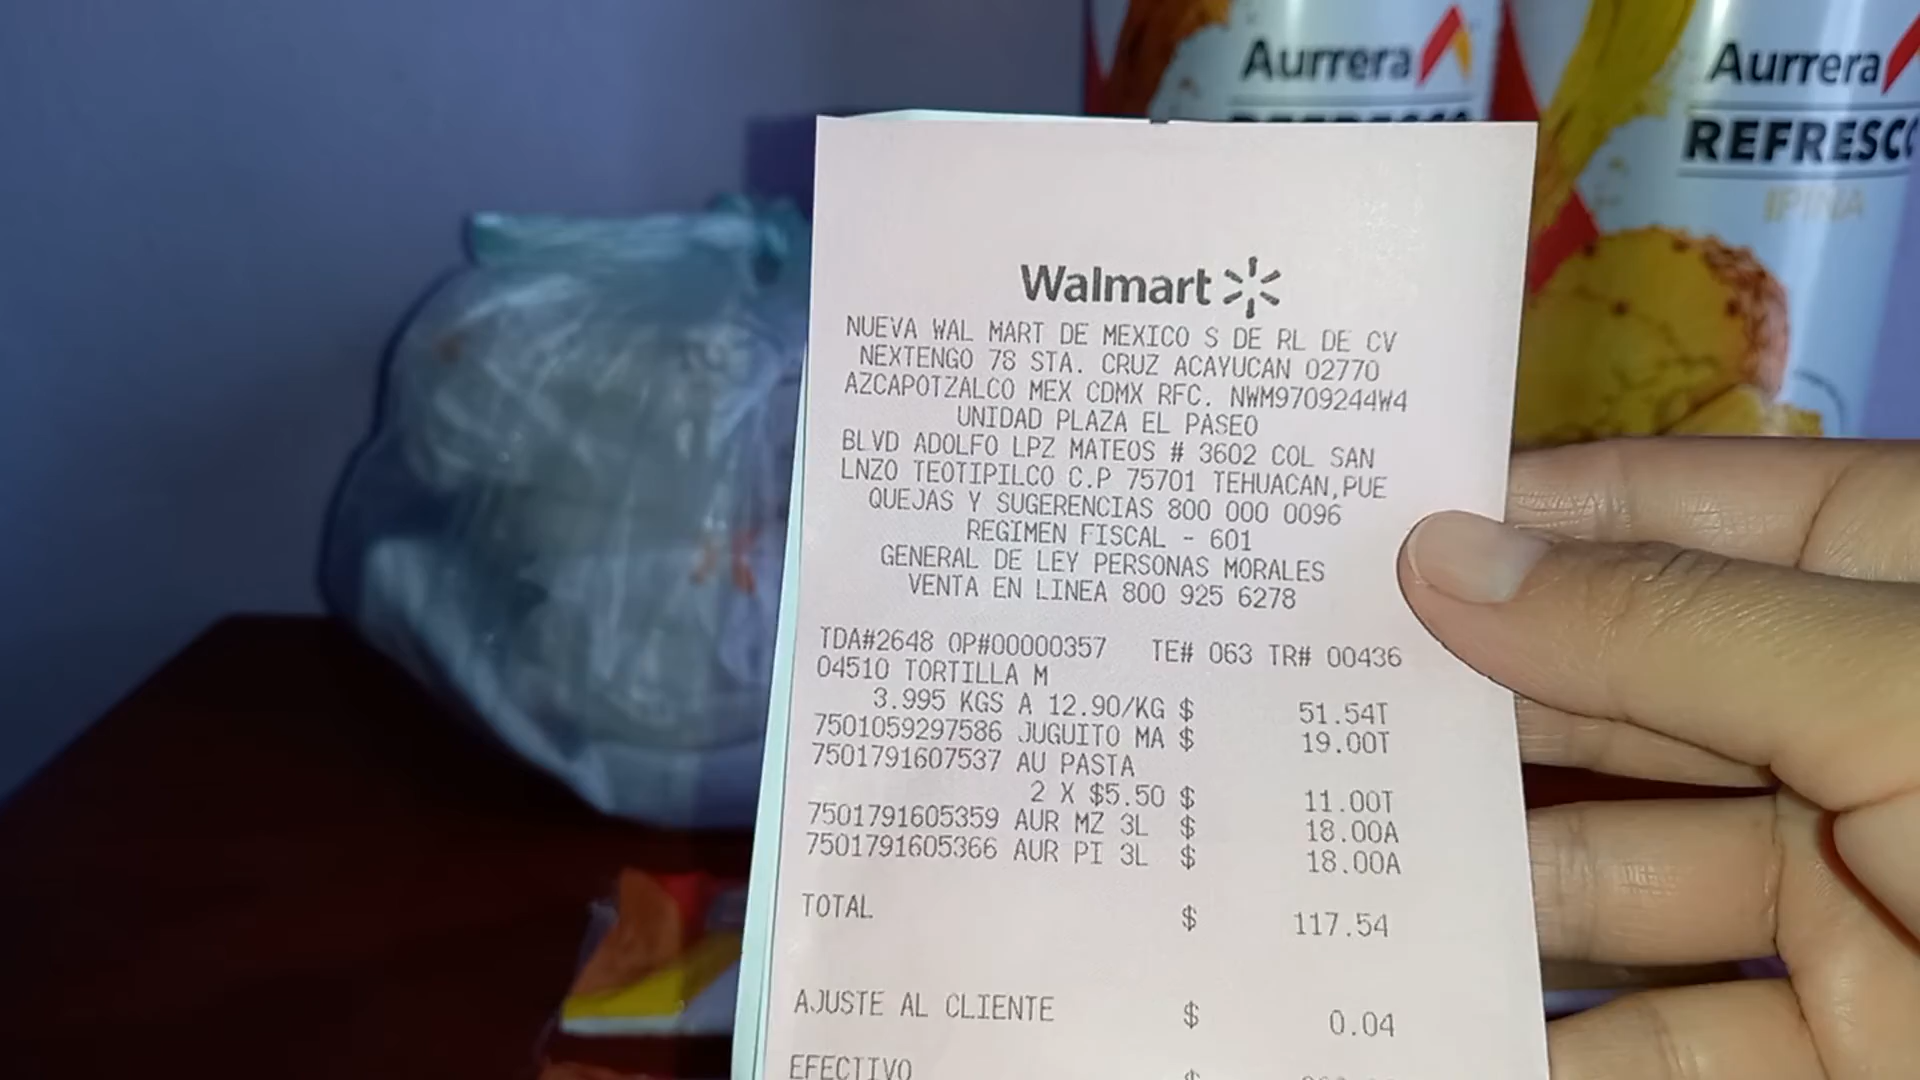 Aurrera
REFRESCO
Aurrera
REFRESCO
Walmart
NUEVA WAL MART DE MEXICO S DE RL DE CV
NEXTENGO 78 STA. CRUZ ACAYUCAN 02770
AZCAPOTZALCO MEX CDMX RFC. NWM9709244W4
UNIDAD PLAZA EL PASEO
BLVD ADOLFO LPZ MATEOS # 3602 COL SAN
LNZO TEOTIPILCO C.P 75701 TEHUACAN,PUE
QUEJAS Y SUGERENCIAS 800 000 0096
REGIMEN FISCAL - 601
GENERAL DE LEY PERSONAS MORALES
VENTA EN LINEA 800 925 6278
TDA#2648 OP#00000357 TE# 063 TR# 00436
04510 TORTILLA M
3.995 KGS A 12.90/KG $ 51.54T
7501059297586 JUGUITO MA $ 19.00T
7501791607537 AU PASTA
2 X $5.50 $ 11.00T
7501791605359 AUR MZ 3L $ 18.00A
7501791605366 AUR PI 3L $ 18.00A
TOTAL $ 117.54
AJUSTE AL CLIENTE $ 0.04
EFECTIVO $